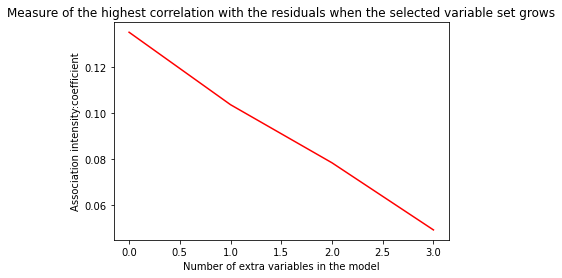 Measure of the highest correlation with the residuals when the selected variable set grows
Association intensity:coefficient
0.12
0.10
0.08
0.06
0.0 0.5 1.0 1.5 2.0 2.5 3.0
Number of extra variables in the model